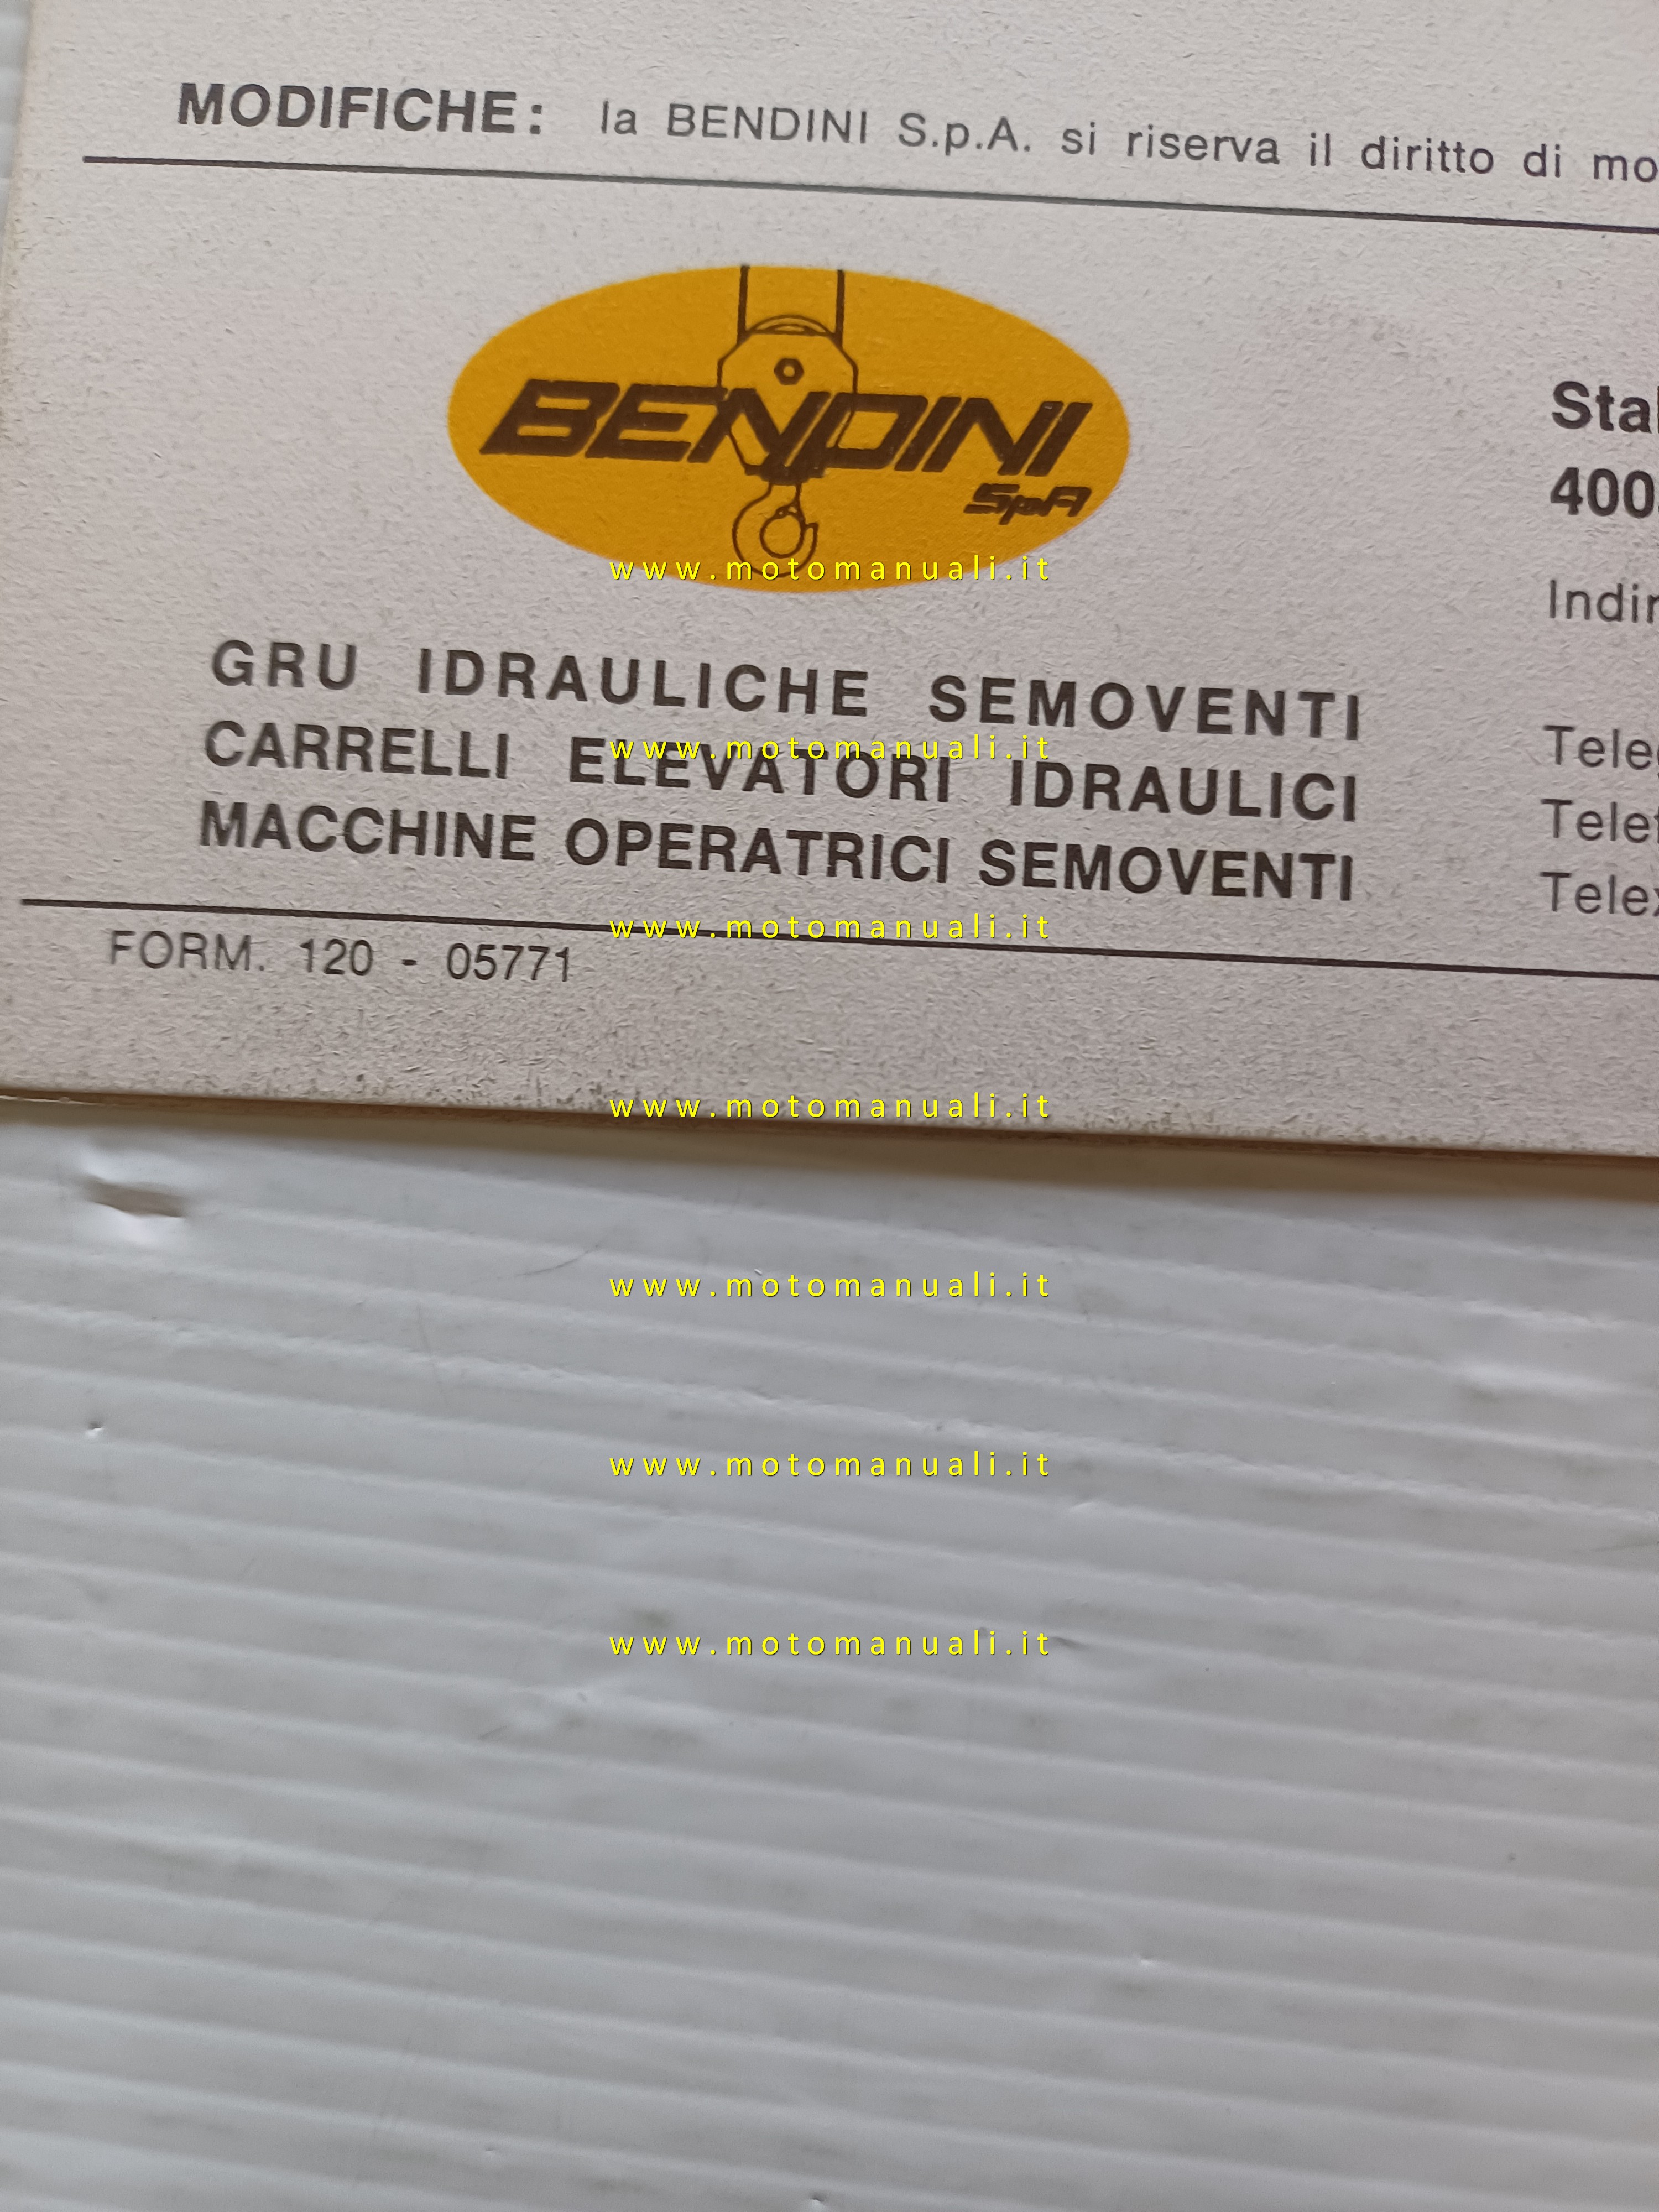 MODIFICHE: la BENDINI S.p.A. si riserva il diritto di
BENDINI
SpA
www.motomanuali.it
GRU IDRAULICHE SEMOVENTI
www.motomanuali.it
CARRELLI ELEVATORI IDRAULICI
MACCHINE OPERATRICI SEMOVENTI
www.motomanuali.it
FORM. 120 - 05771
www.motomanuali.it
www.motomanuali.it
www.motomanuali.it
www.motomanuali.it